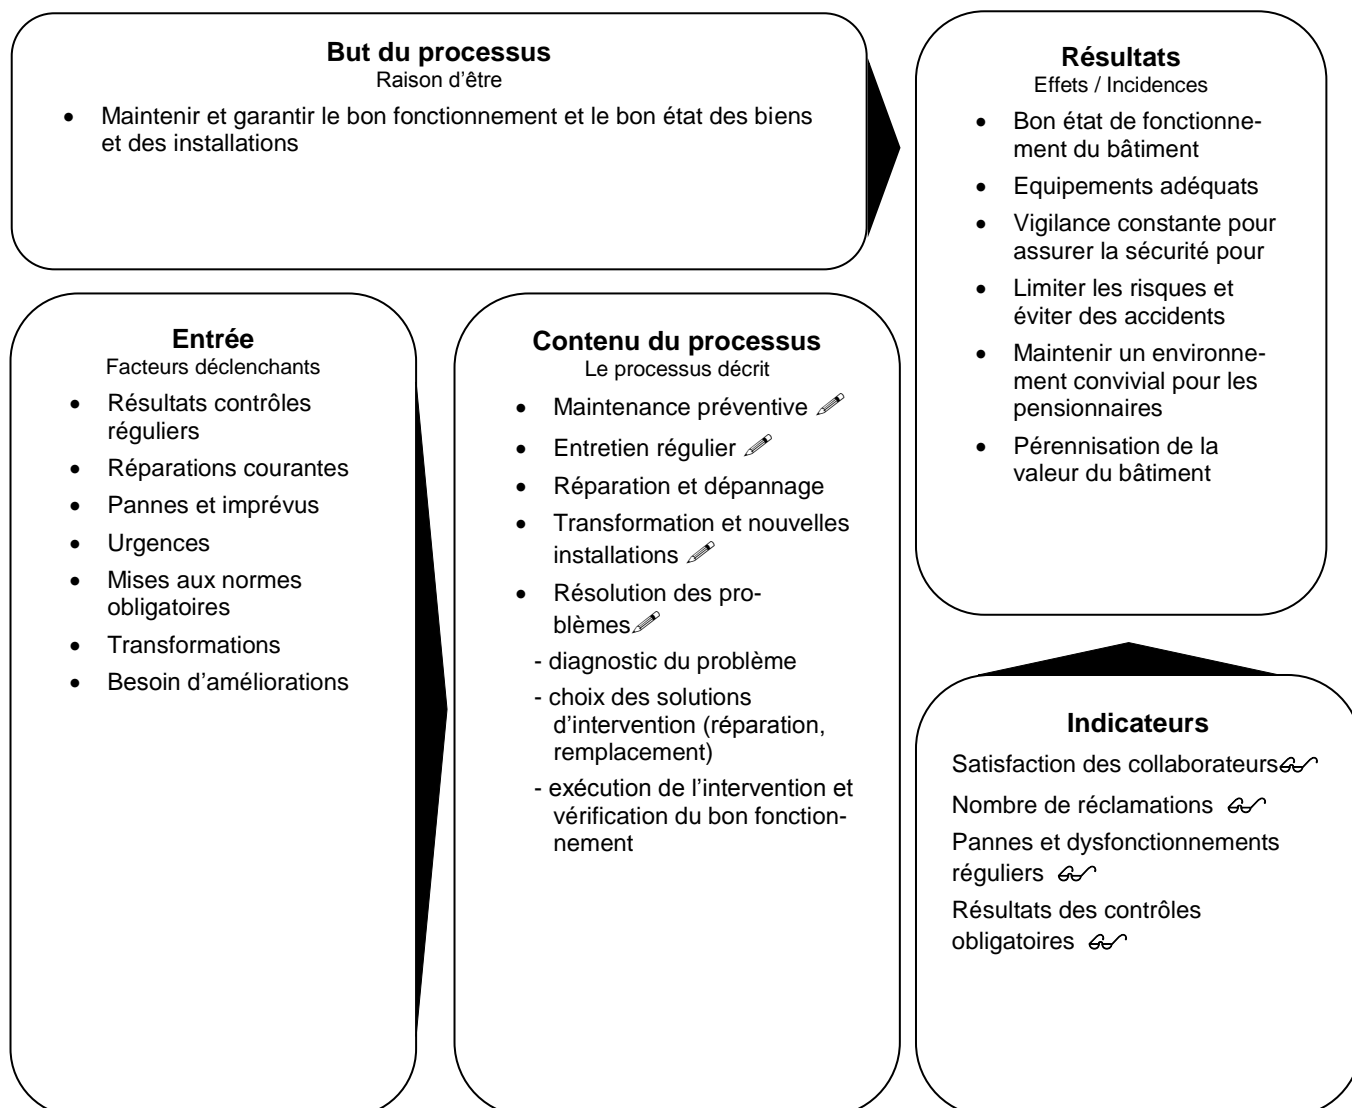 But du processus
Raison d’être
• Maintenir et garantir le bon fonctionnement et le bon état des biens
et des installations
Résultats
Effets / Incidences
• Bon état de fonctionne-
ment du bâtiment
• Equipements adéquats
• Vigilance constante pour
assurer la sécurité pour
• Limiter les risques et
éviter des accidents
• Maintenir un environne-
ment convivial pour les
pensionnaires
• Pérennisation de la
valeur du bâtiment
Entrée
Facteurs déclenchants
• Résultats contrôles
réguliers
• Réparations courantes
• Pannes et imprévus
• Urgences
• Mises aux normes
obligatoires
• Transformations
• Besoin d’améliorations
Contenu du processus
Le processus décrit
• Maintenance préventive
• Entretien régulier
• Réparation et dépannage
• Transformation et nouvelles
installations
• Résolution des pro-
blèmes
- diagnostic du problème
- choix des solutions
d’intervention (réparation,
remplacement)
- exécution de l’intervention et
vérification du bon fonction-
nement
Indicateurs
Satisfaction des collaborateurs
Nombre de réclamations
Pannes et dysfonctionnements
réguliers
Résultats des contrôles
obligatoires